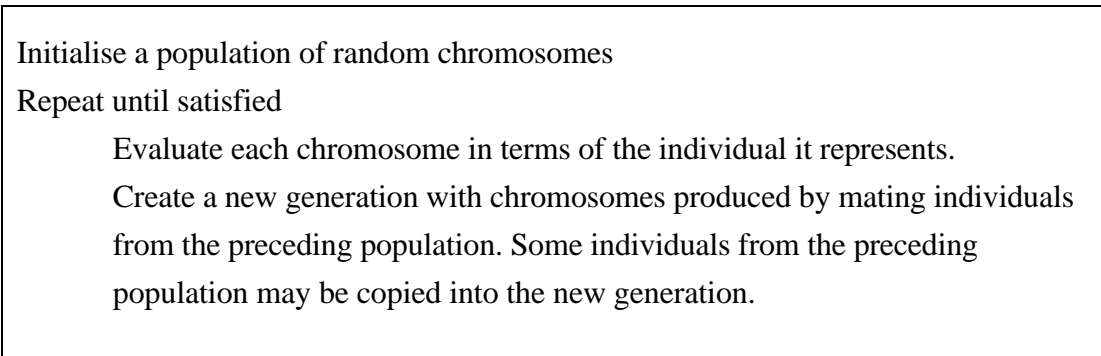 Initialise a population of random chromosomes
Repeat until satisfied
Evaluate each chromosome in terms of the individual it represents.
Create a new generation with chromosomes produced by mating individuals
from the preceding population. Some individuals from the preceding
population may be copied into the new generation.